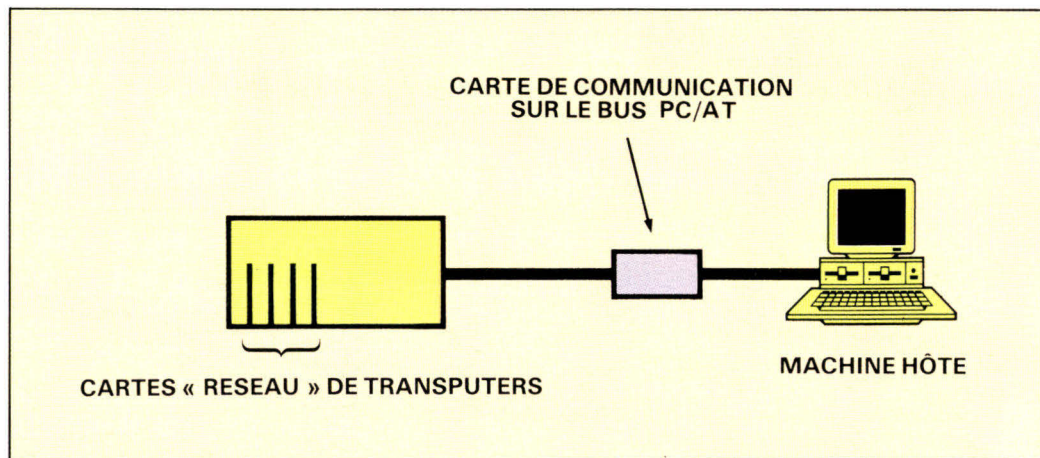 CARTE DE COMMUNICATION
SUR LE BUS PC/AT
MACHINE HÔTE
CARTES « RESEAU » DE TRANSPUTERS